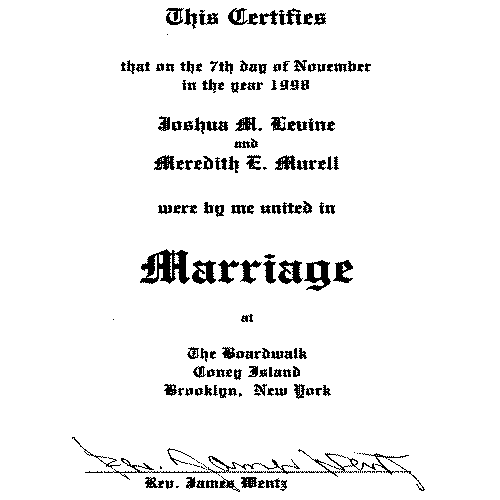 This Certifies
that on the 7th day of November
in the year 1998
Joshua M. Levine
and
Meredith E. Murell
were by me united in
Marriage
at
The Boardwalk
Coney Island
Brooklyn, New York
Rev. James Wentz
Rev. James Wentz